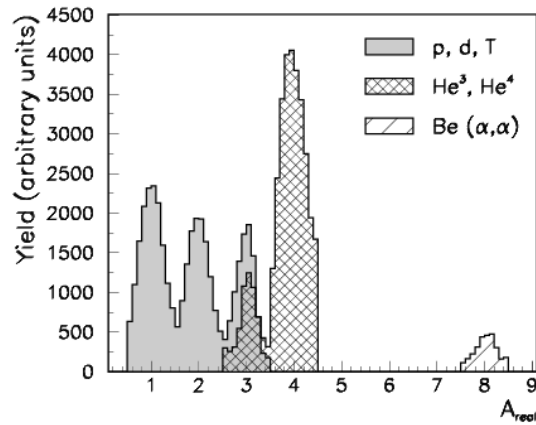 Yield (arbitrary units)
4500
4000
3500
3000
2500
2000
1500
1000
500
0
p, d, T
He³, He⁴
Be (α,α)
1 2 3 4 5 6 7 8 9
A_real